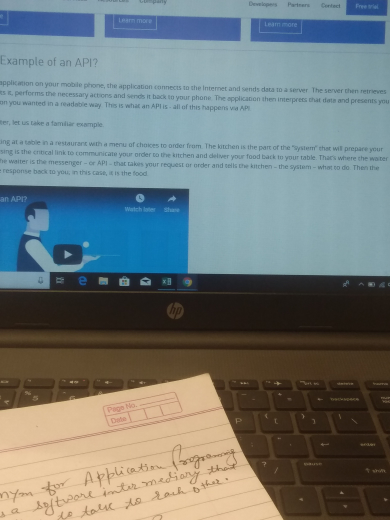 Company
Developers Partners Contact Free trial
Learn more
Learn more
Example of an API?
application on your mobile phone, the application connects to the Internet and sends data to a server. The server then retrieves
ts it, performs the necessary actions and sends it back to your phone. The application then interprets that data and presents you
on you wanted in a readable way. This is what an API is - all of this happens via API.
ter, let us take a familiar example.
ing at a table in a restaurant with a menu of choices to order from. The kitchen is the part of the "system" that will prepare your
sing is the critical link to communicate your order to the kitchen and deliver your food back to your table. That's where the waiter
he waiter is the messenger – or API – that takes your request or order and tells the kitchen – the system – what to do. Then the
response back to you; in this case, it is the food.
an API?
Watch later Share
hp
Page No.
Date
P
enter
shift
nym for Application Programing
a software intermediary that
to talk to each other.